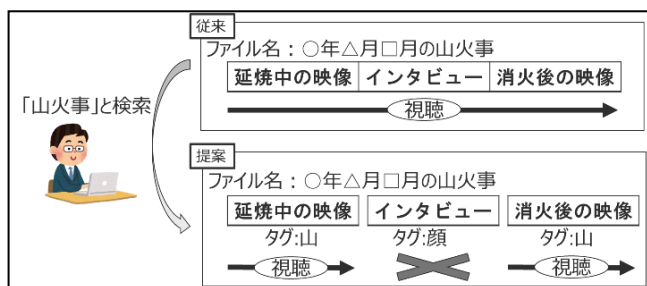 従来
ファイル名：○年△月□月の山火事
延焼中の映像 インタビュー 消火後の映像
視聴
「山火事」と検索
提案
ファイル名：○年△月□月の山火事
延焼中の映像 インタビュー 消火後の映像
タグ:山 タグ:顔 タグ:山
視聴 視聴